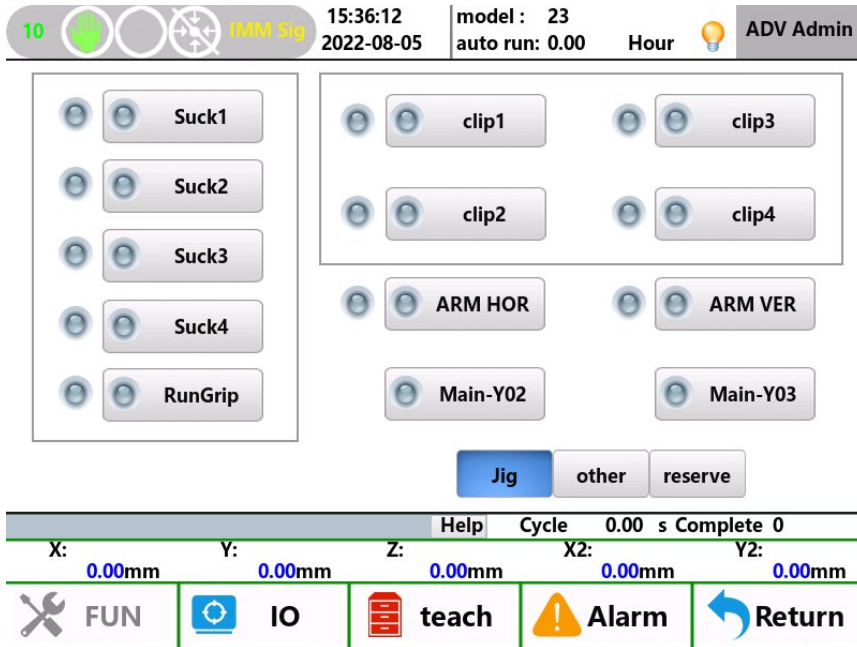 10 IMM Sig 15:36:12 model : 23 ADV Admin
2022-08-05 auto run: 0.00 Hour
Suck1 clip1 clip3
Suck2 clip2 clip4
Suck3
ARM HOR ARM VER
Suck4
RunGrip Main-Y02 Main-Y03
Jig other reserve
Help Cycle 0.00 s Complete 0
X: Y: Z: X2: Y2:
0.00mm 0.00mm 0.00mm 0.00mm 0.00mm
FUN IO teach Alarm Return